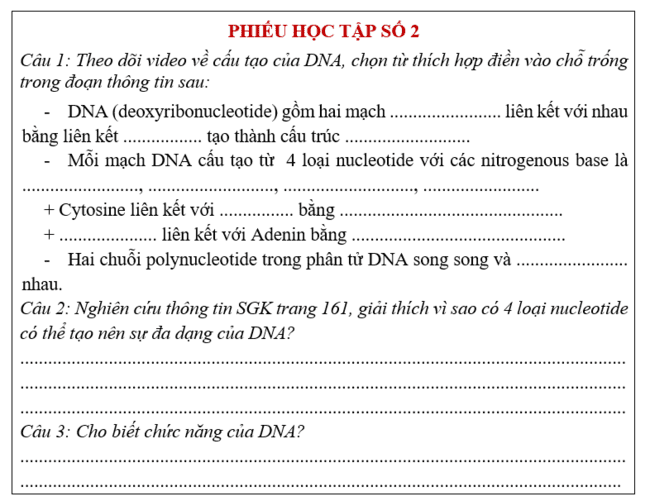 PHIẾU HỌC TẬP SỐ 2
Câu 1: Theo dõi video về cấu tạo của DNA, chọn từ thích hợp điền vào chỗ trống
trong đoạn thông tin sau:
- DNA (deoxyribonucleotide) gồm hai mạch ........................ liên kết với nhau
bằng liên kết ................. tạo thành cấu trúc ...........................
- Mỗi mạch DNA cấu tạo từ 4 loại nucleotide với các nitrogenous base là
........................., ..........................., ............................, .........................
+ Cytosine liên kết với ................ bằng ................................................
+ ..................... liên kết với Adenin bằng ..............................................
- Hai chuỗi polynucleotide trong phân tử DNA song song và ........................
nhau.
Câu 2: Nghiên cứu thông tin SGK trang 161, giải thích vì sao có 4 loại nucleotide
có thể tạo nên sự đa dạng của DNA?
...................................................................................................................................
...................................................................................................................................
...................................................................................................................................
Câu 3: Cho biết chức năng của DNA?
...................................................................................................................................
..................................................................................................................................